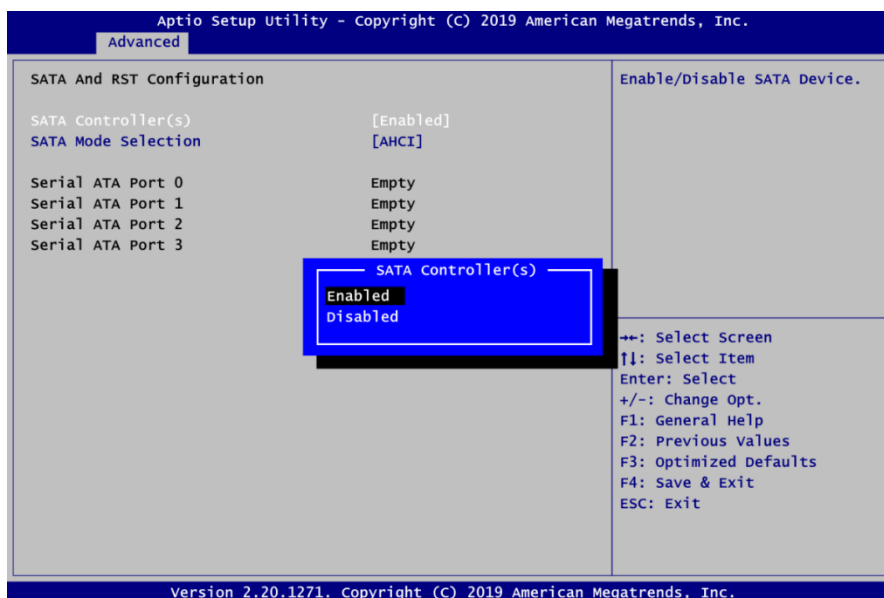 Aptio Setup Utility – Copyright (C) 2019 American Megatrends, Inc.
Advanced
SATA And RST Configuration
SATA Controller(s) [Enabled]
SATA Mode Selection [AHCI]
Serial ATA Port 0 Empty
Serial ATA Port 1 Empty
Serial ATA Port 2 Empty
Serial ATA Port 3 Empty
SATA Controller(s)
Enabled
Disabled
Enable/Disable SATA Device.
→←: Select Screen
↑↓: Select Item
Enter: Select
+/-: Change Opt.
F1: General Help
F2: Previous Values
F3: Optimized Defaults
F4: Save & Exit
ESC: Exit
Version 2.20.1271. Copyright (C) 2019 American Megatrends, Inc.